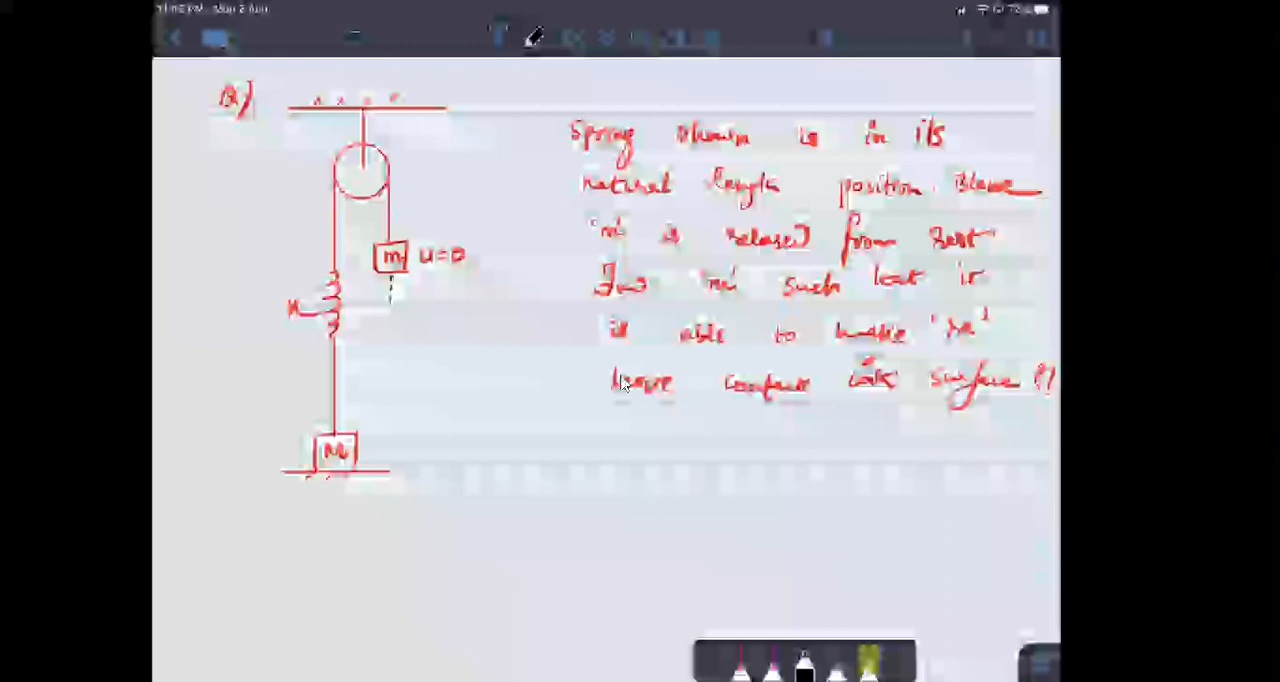 Q)
Spring shown is in its
natural length position. Block
'm' is released from rest.
Find 'm' such that it
m u=0
is able to make 'M'
K
leave contact with surface ??
M